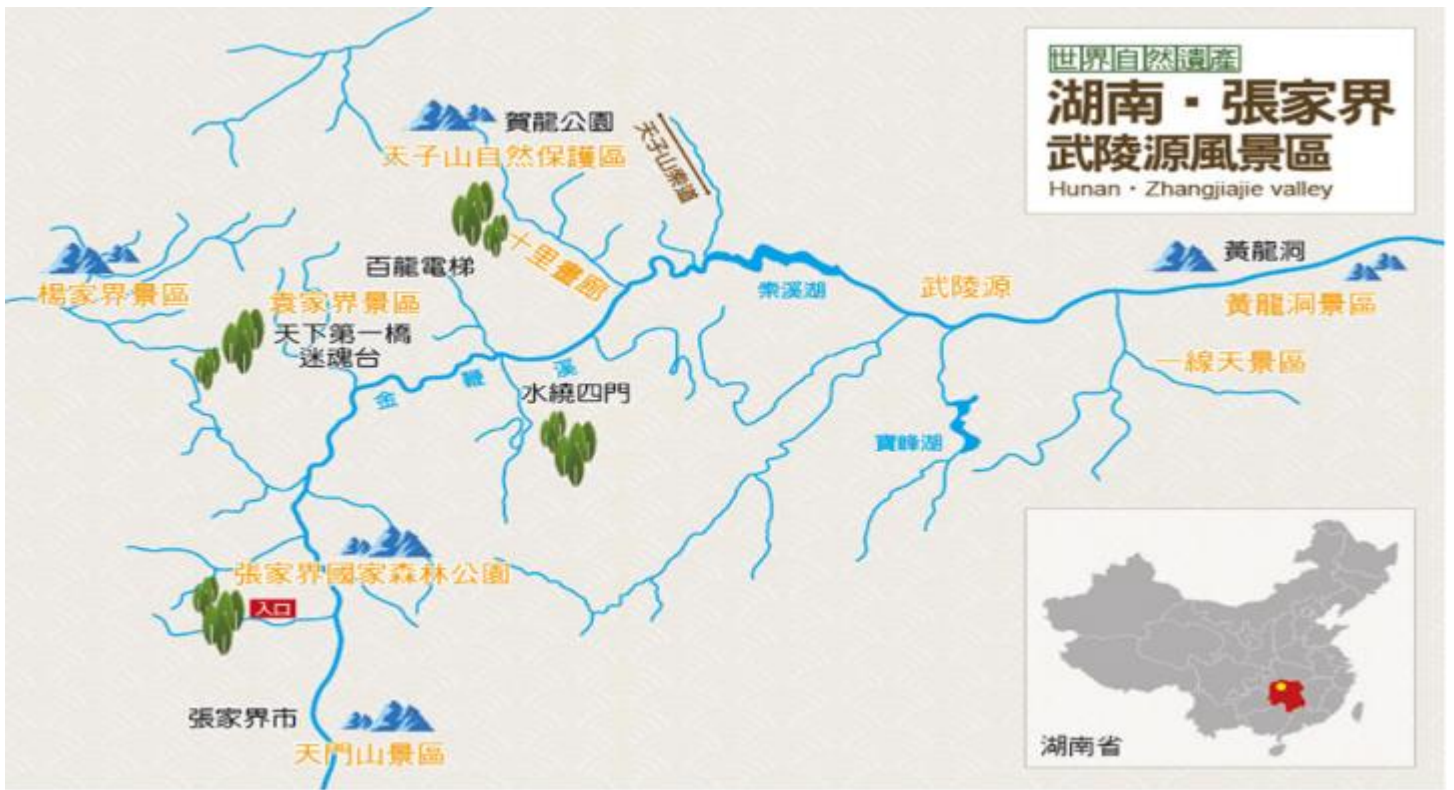 世界自然遺產
湖南·張家界
武陵源風景區
Hunan · Zhangjiajie valley
賀龍公園
天子山自然保護區
天子山索道
十里畫廊
百龍電梯
楊家界景區
袁家界景區
天下第一橋
迷魂台
金鞭溪
水繞四門
索溪湖
武陵源
黃龍洞
黃龍洞景區
一線天景區
寶峰湖
張家界國家森林公園
入口
張家界市
天門山景區
湖南省